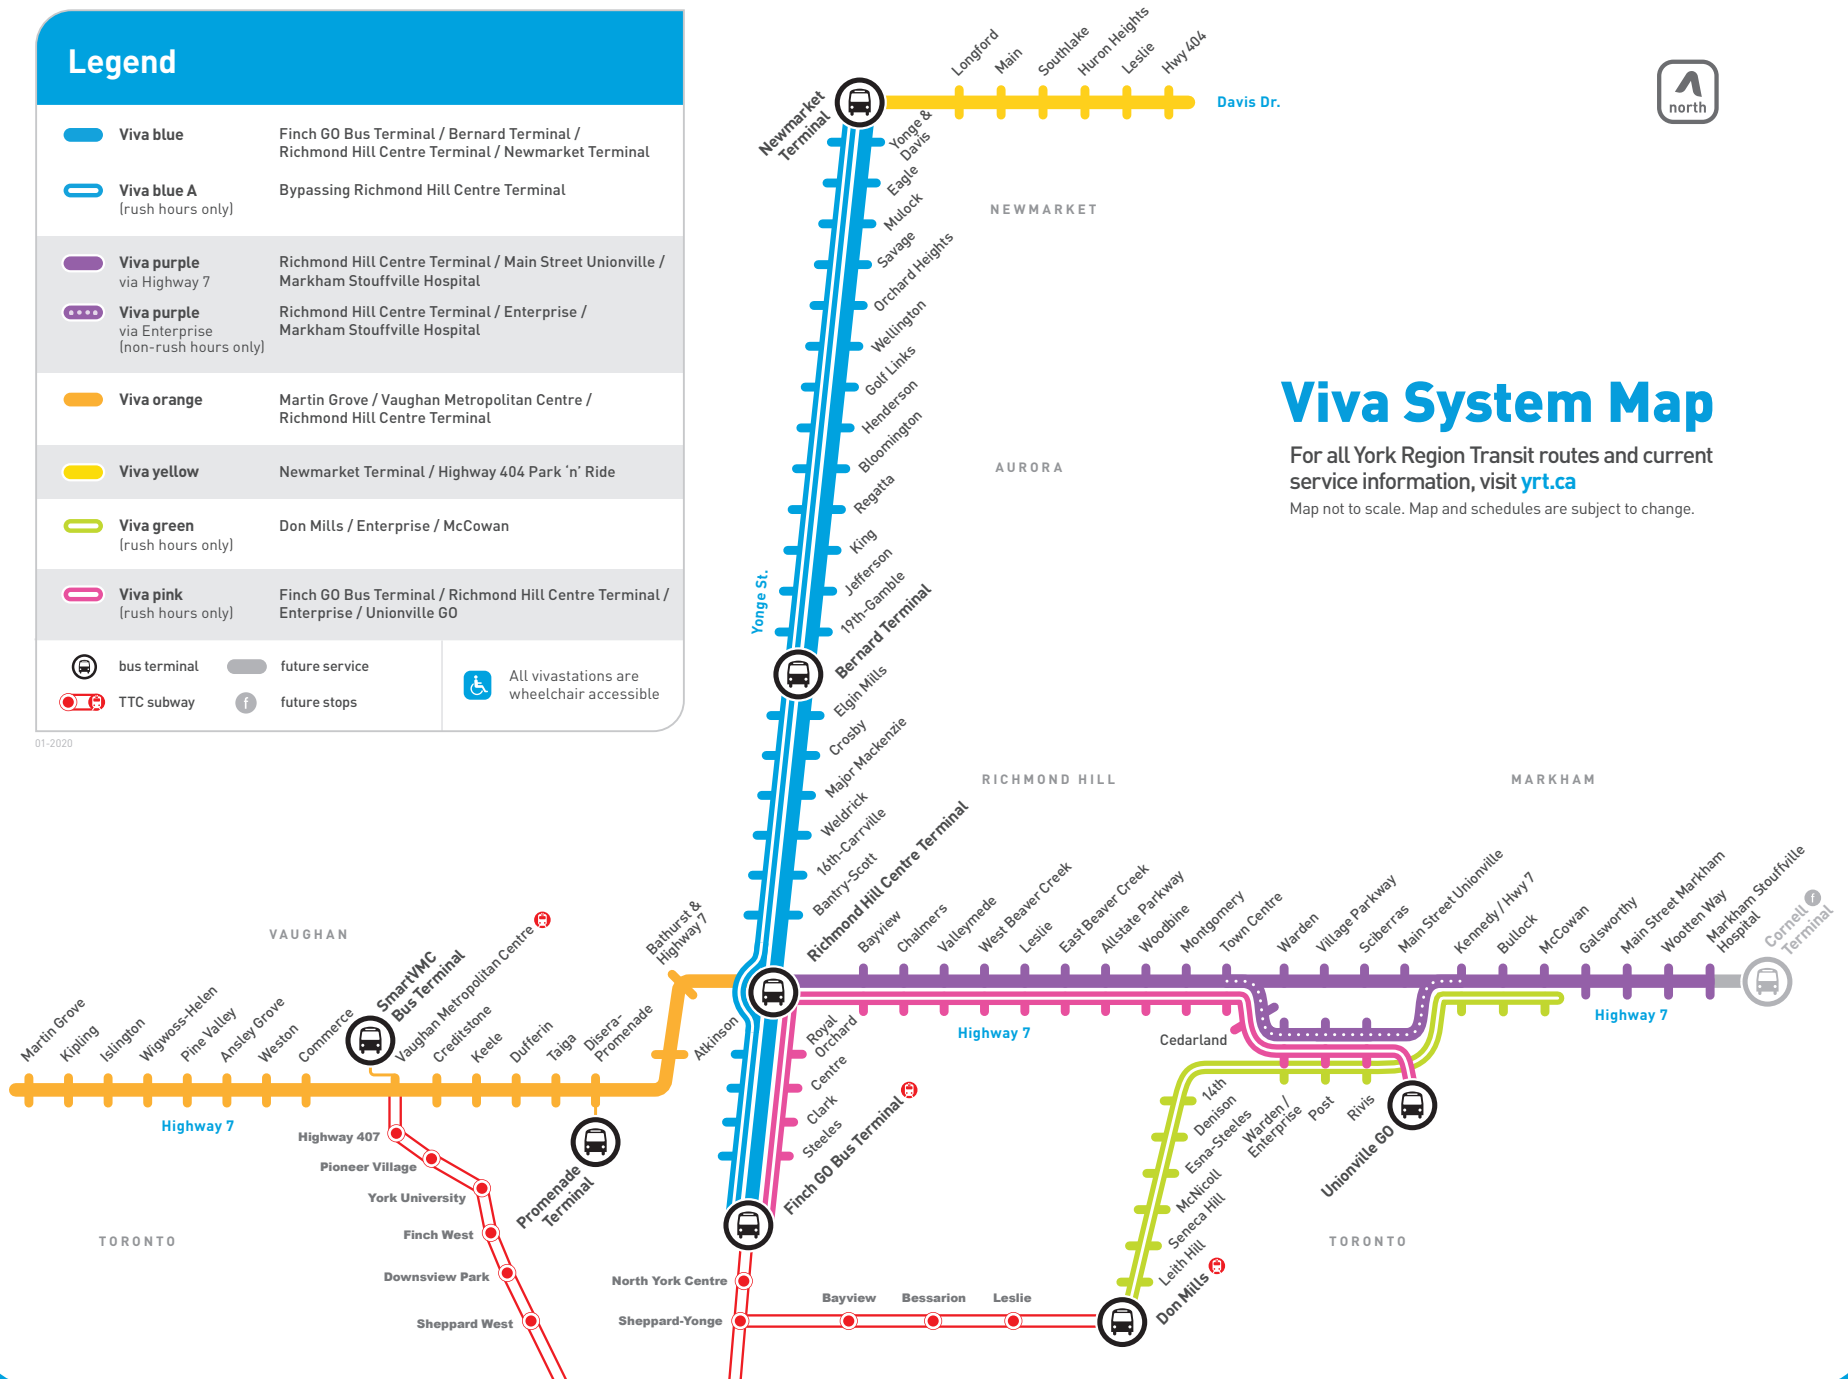 Legend
Viva blue
Finch GO Bus Terminal / Bernard Terminal /
Richmond Hill Centre Terminal / Newmarket Terminal
Viva blue A
(rush hours only)
Bypassing Richmond Hill Centre Terminal
Viva purple
via Highway 7
Richmond Hill Centre Terminal / Main Street Unionville /
Markham Stouffville Hospital
Viva purple
via Enterprise
(non-rush hours only)
Richmond Hill Centre Terminal / Enterprise /
Markham Stouffville Hospital
Viva orange
Martin Grove / Vaughan Metropolitan Centre /
Richmond Hill Centre Terminal
Viva yellow
Newmarket Terminal / Highway 404 Park ‘n’ Ride
Viva green
(rush hours only)
Don Mills / Enterprise / McCowan
Viva pink
(rush hours only)
Finch GO Bus Terminal / Richmond Hill Centre Terminal /
Enterprise / Unionville GO
bus terminal
future service
TTC subway
f
future stops
All vivastations are
wheelchair accessible
01-2020
north
Viva System Map
For all York Region Transit routes and current
service information, visit yrt.ca
Map not to scale. Map and schedules are subject to change.
Newmarket
Terminal
Longford
Main
Southlake
Huron Heights
Leslie
Hwy 404
Davis Dr.
Yonge &
Davis
Eagle
Mulock
Savage
Orchard Heights
Wellington
Golf Links
Henderson
Bloomington
Regatta
King
Jefferson
19th-Gamble
Bernard Terminal
Elgin Mills
Crosby
Major Mackenzie
Weldrick
16th-Carrville
Bantry-Scott
Richmond Hill Centre Terminal
Yonge St.
NEWMARKET
AURORA
RICHMOND HILL
MARKHAM
VAUGHAN
TORONTO
TORONTO
Martin Grove
Kipling
Islington
Wigwoss-Helen
Pine Valley
Ansley Grove
Weston
Commerce
SmartVMC
Bus Terminal
Vaughan Metropolitan Centre
Creditstone
Keele
Dufferin
Taiga
Disera-
Promenade
Bathurst &
Highway 7
Atkinson
Highway 7
Promenade
Terminal
Royal
Orchard
Centre
Clark
Steeles
Finch GO Bus Terminal
Bayview
Chalmers
Valleymede
West Beaver Creek
Leslie
East Beaver Creek
Allstate Parkway
Woodbine
Montgomery
Town Centre
Warden
Village Parkway
Sciberras
Main Street Unionville
Kennedy / Hwy 7
Bullock
McCowan
Galsworthy
Main Street Markham
Wootten Way
Markham Stouffville
Hospital
Cornell
Terminal
f
Highway 7
Highway 7
Cedarland
14th
Denison
Esna-Steeles
McNicoll
Seneca Hill
Leith Hill
Don Mills
Warden /
Enterprise
Post
Rivis
Unionville GO
Highway 407
Pioneer Village
York University
Finch West
Downsview Park
Sheppard West
North York Centre
Sheppard-Yonge
Bayview
Bessarion
Leslie